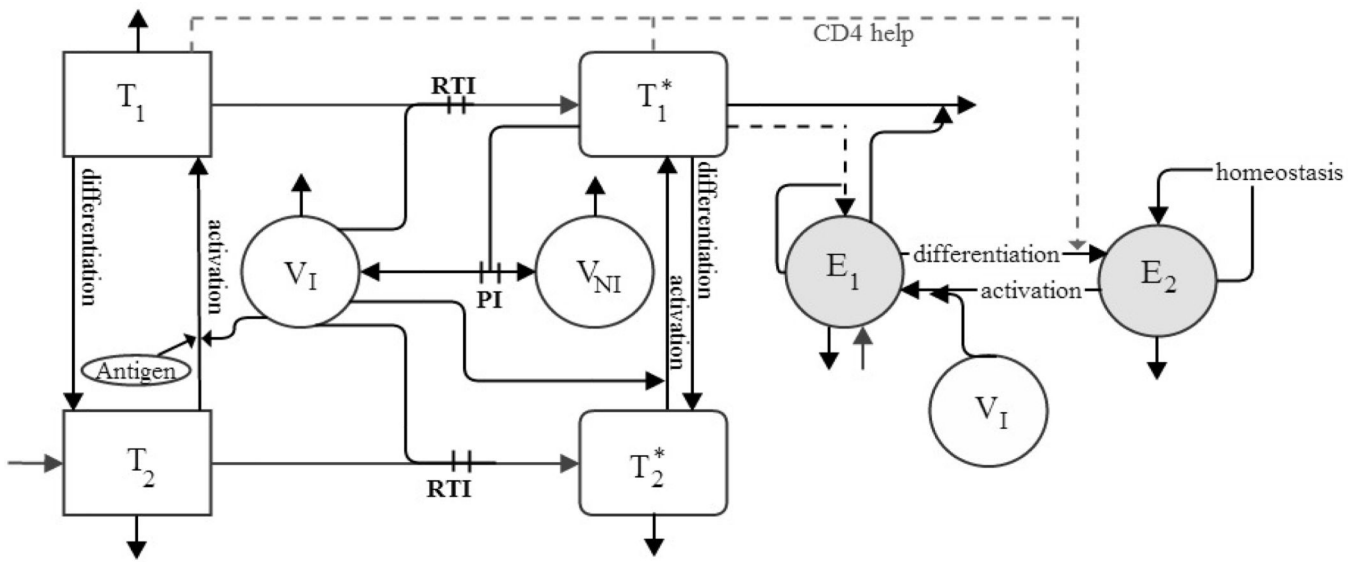 CD4 help
RTI
T1
T1*
differentiation
activation
differentiation
activation
homeostasis
VI
VNI
PI
E1
differentiation
activation
E2
Antigen
VI
T2
RTI
T2*